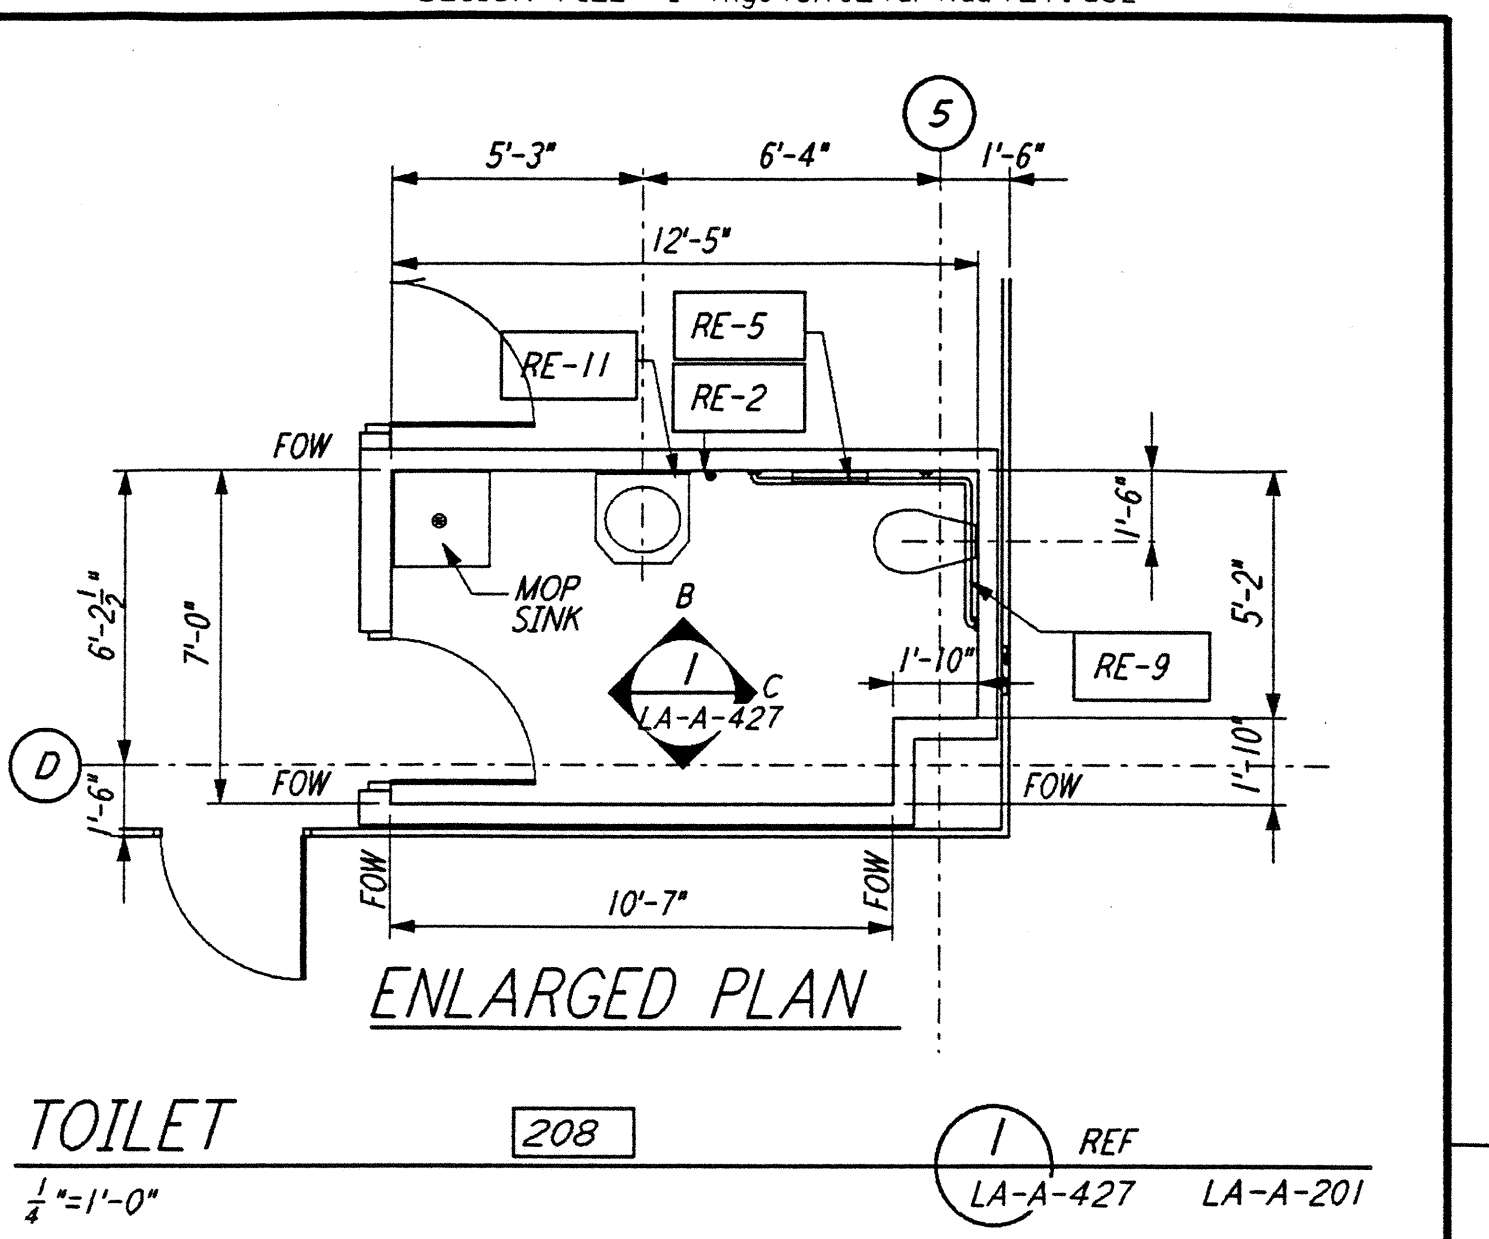 5
5'-3" 6'-4" 1'-6"
12'-5"
RE-5
RE-11
RE-2
FOW
1'-6"
MOP
SINK
B
6'-2 1/2"
7'-0"
5'-2"
1
1'-10"
RE-9
C
LA-A-427
D
FOW
FOW
1'-10"
1'-6"
FOW
FOW
10'-7"
ENLARGED PLAN
TOILET 208 1 REF
1/4 "=1'-0" LA-A-427 LA-A-201